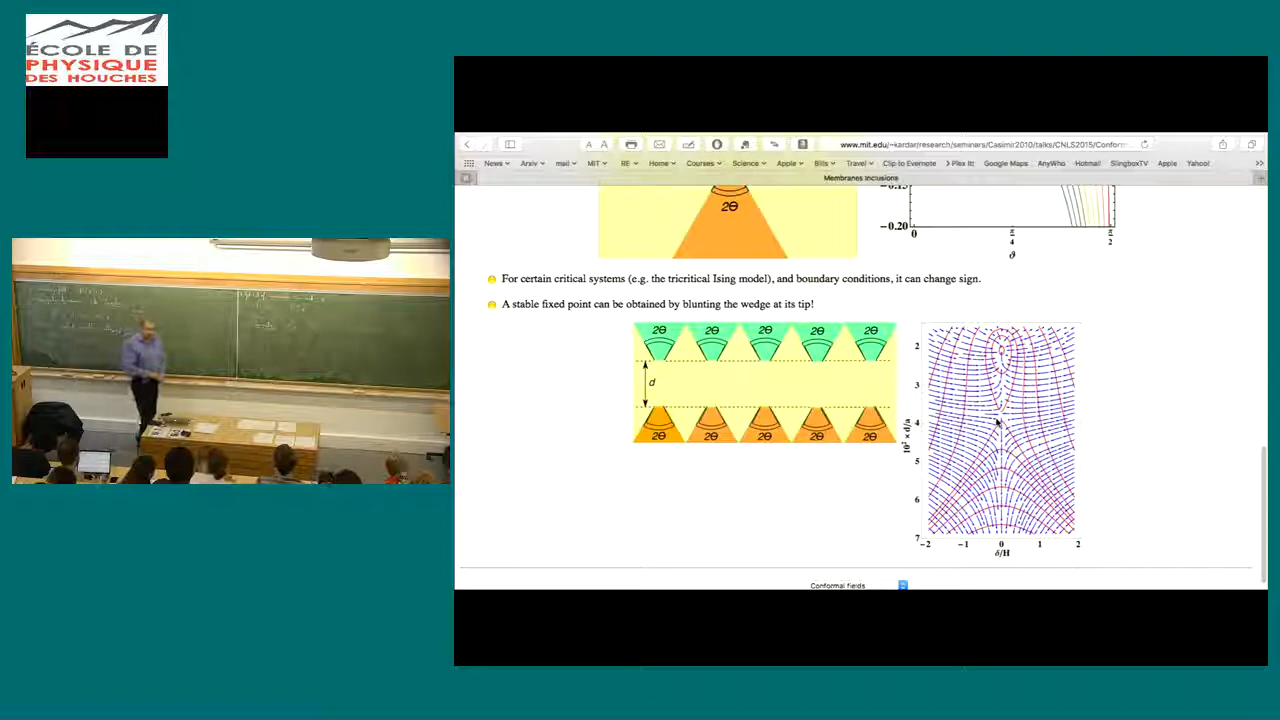 ÉCOLE DE
PHYSIQUE
DES HOUCHES
A A
www.mit.edu/~kardar/research/seminars/Casimir2010/talks/CNLS2015/Conform
News Arxiv mail MIT RE Home Courses Science Apple Bills Travel Clip to Evernote > Plex It! Google Maps AnyWho Hotmail SlingboxTV Apple Yahoo! >>
Membranes Inclusions
2Θ
−0.15
−0.20
0 π/4 π/2
ϑ
For certain critical systems (e.g. the tricritical Ising model), and boundary conditions, it can change sign.
A stable fixed point can be obtained by blunting the wedge at its tip!
2Θ 2Θ 2Θ 2Θ 2Θ
d
2Θ 2Θ 2Θ 2Θ 2Θ
10² × d/a
2
3
4
5
6
7
−2 −1 0 1 2
δ/H
Conformal fields